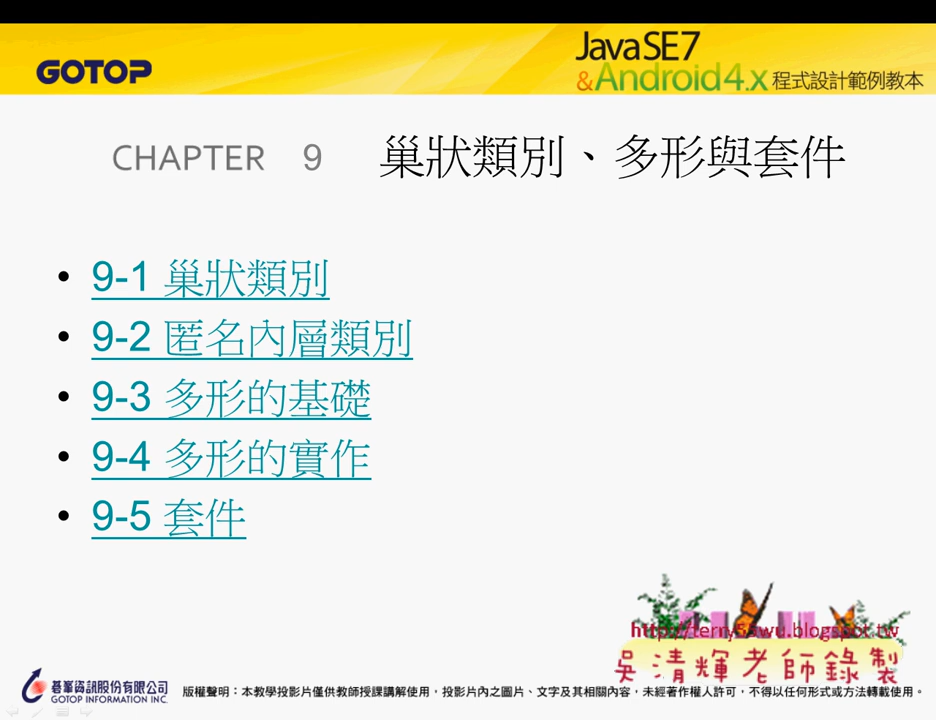 GOTOP
Java SE7
&Android4.x 程式設計範例教本
CHAPTER 9 巢狀類別、多形與套件
• 9-1 巢狀類別
• 9-2 匿名內層類別
• 9-3 多形的基礎
• 9-4 多形的實作
• 9-5 套件
http://terry55wu.blogspot.tw
吳清輝老師錄製
碁峯資訊股份有限公司
GOTOP INFORMATION INC.
版權聲明：本教學投影片僅供教師授課講解使用，投影片內之圖片、文字及其相關內容，未經著作權人許可，不得以任何形式或方法轉載使用。